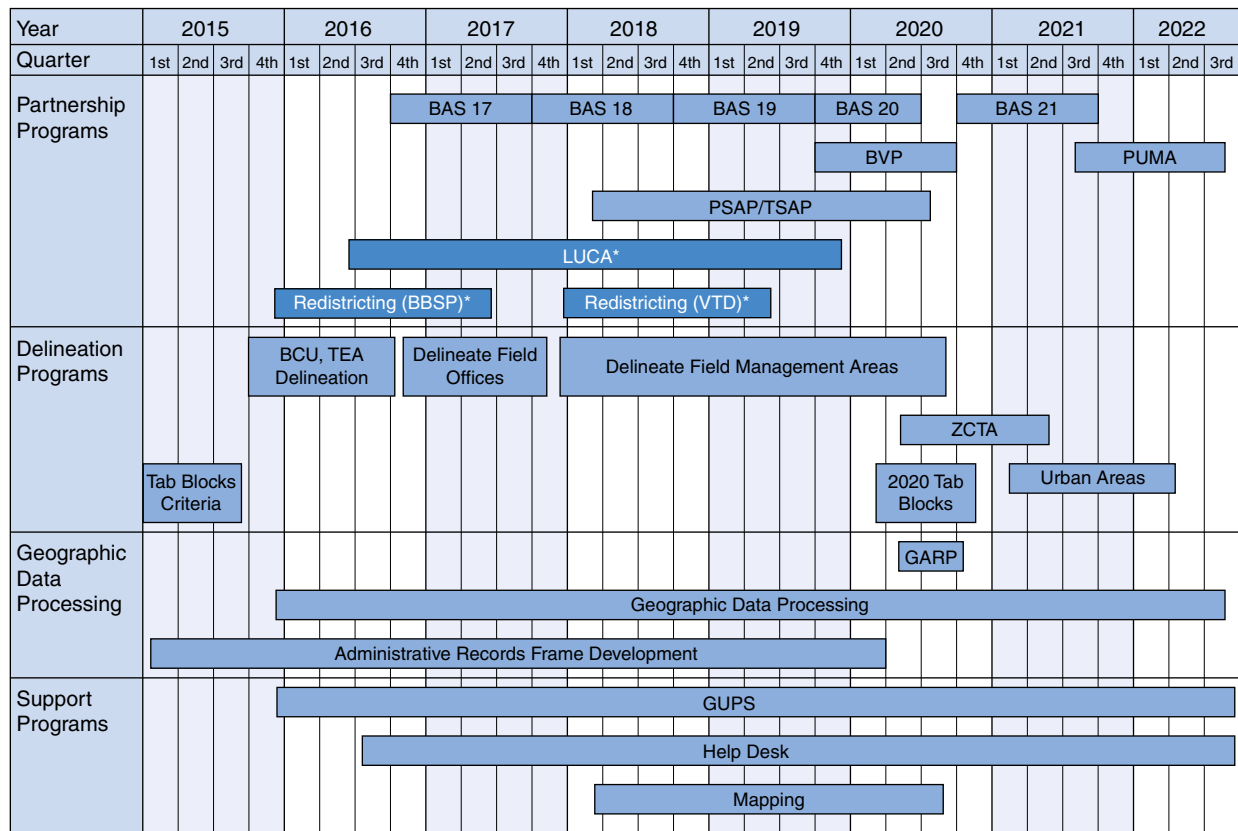 Year 2015 2016 2017 2018 2019 2020 2021 2022
Quarter 1st 2nd 3rd 4th 1st 2nd 3rd 4th 1st 2nd 3rd 4th 1st 2nd 3rd 4th 1st 2nd 3rd 4th 1st 2nd 3rd 4th 1st 2nd 3rd 4th 1st 2nd 3rd
Partnership
Programs
BAS 17 BAS 18 BAS 19 BAS 20 BAS 21
BVP PUMA
PSAP/TSAP
LUCA*
Redistricting (BBSP)* Redistricting (VTD)*
Delineation
Programs
BCU, TEA
Delineation
Delineate Field
Offices
Delineate Field Management Areas
ZCTA
Tab Blocks
Criteria
2020 Tab
Blocks
Urban Areas
Geographic
Data
Processing
GARP
Geographic Data Processing
Administrative Records Frame Development
Support
Programs
GUPS
Help Desk
Mapping